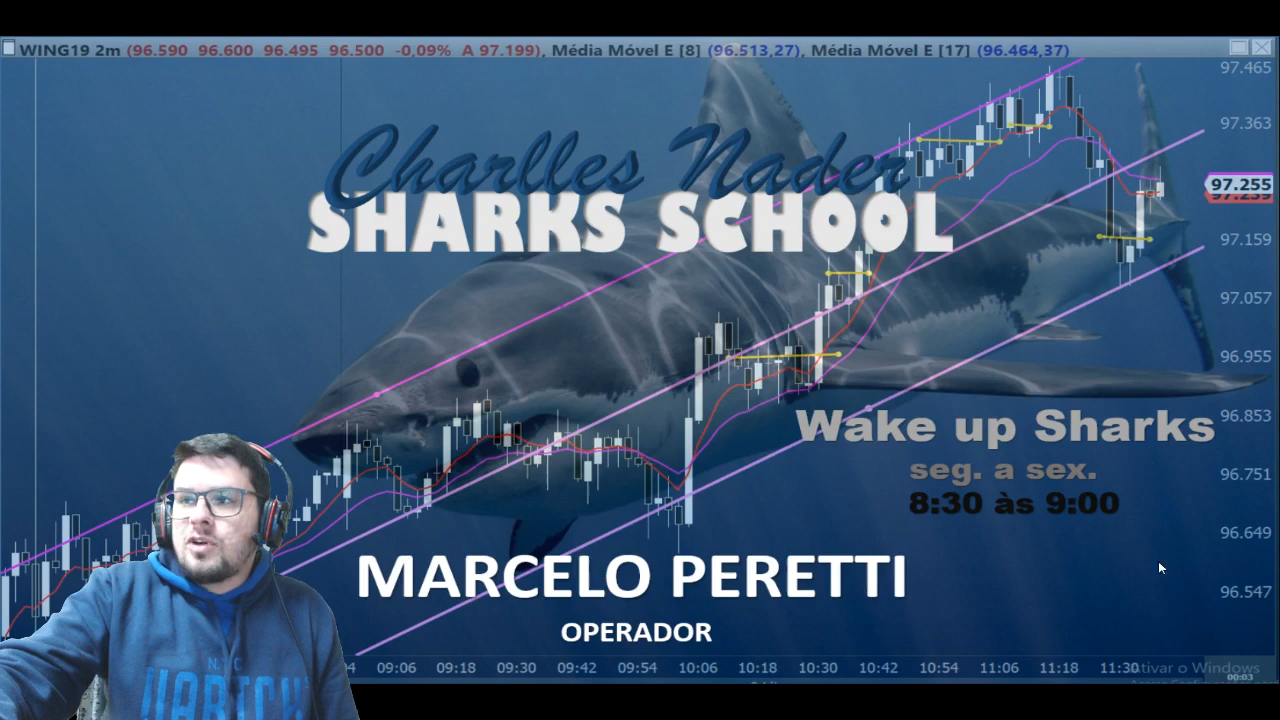 WING19 2m (96.590 96.600 96.495 96.500 -0,09% A 97.199), Média Móvel E [8] (96.513,27), Média Móvel E [17] (96.464,37)
97.465
97.363
Charlles Nader
97.255
97.239
SHARKS SCHOOL
97.159
97.057
96.955
96.853
Wake up Sharks
seg. a sex.
96.751
8:30 às 9:00
96.649
MARCELO PERETTI
96.547
OPERADOR
09:06 09:18 09:30 09:42 09:54 10:06 10:18 10:30 10:42 10:54 11:06 11:18 11:30
Ativar o Windows
00:03
N.Y.C